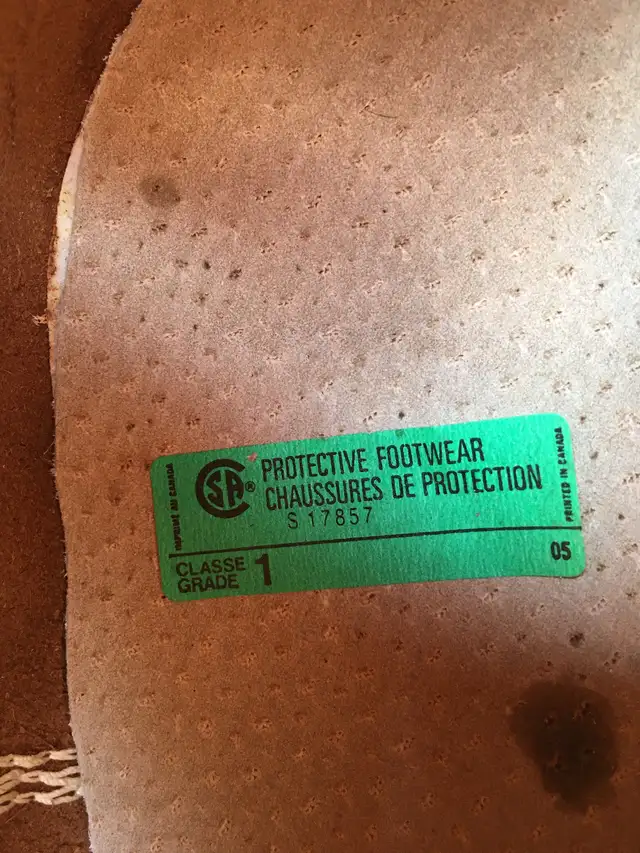 IMPRIMÉ AU CANADA
CSA® PROTECTIVE FOOTWEAR
CHAUSSURES DE PROTECTION
S 17857
CLASSE 1
GRADE
05
PRINTED IN CANADA